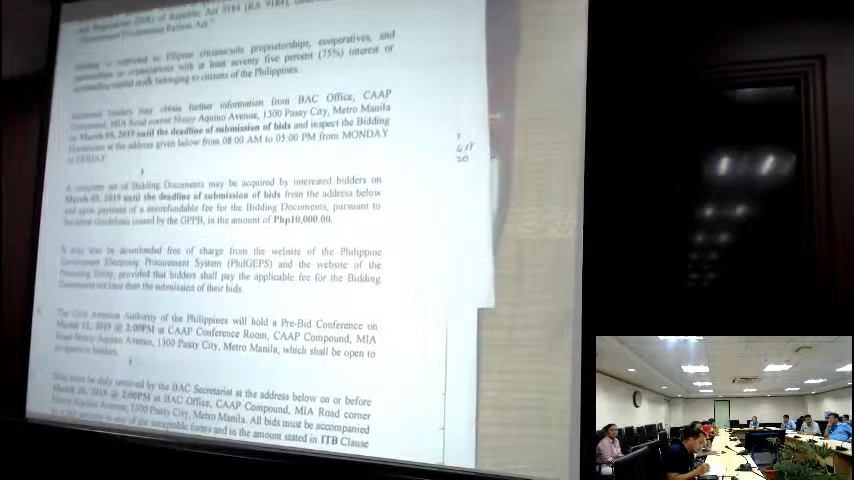 Regulations (IRR) of Republic Act 9184 (RA 9184),
"Government Procurement Reform Act."
Bidding is restricted to Filipino citizens/sole proprietorships, cooperatives, and
partnerships or organizations with at least seventy five percent (75%) interest or
outstanding capital stock belonging to citizens of the Philippines.
Interested bidders may obtain further information from BAC Office, CAAP
Compound, MIA Road corner Ninoy Aquino Avenue, 1300 Pasay City, Metro Manila
on March 05, 2019 until the deadline of submission of bids and inspect the Bidding
Documents at the address given below from 08:00 AM to 05:00 PM from MONDAY
to FRIDAY
A complete set of Bidding Documents may be acquired by interested bidders on
March 05, 2019 until the deadline of submission of bids from the address below
and upon payment of a nonrefundable fee for the Bidding Documents, pursuant to
the latest Guidelines issued by the GPPB, in the amount of Php10,000.00.
It may also be downloaded free of charge from the website of the Philippine
Government Electronic Procurement System (PhilGEPS) and the website of the
Procuring Entity, provided that bidders shall pay the applicable fee for the Bidding
Documents not later than the submission of their bids.
The Civil Aviation Authority of the Philippines will hold a Pre-Bid Conference on
March 12, 2019 @ 2:00PM at CAAP Conference Room, CAAP Compound, MIA
Road Ninoy Aquino Avenue, 1300 Pasay City, Metro Manila, which shall be open to
prospective bidders.
Bids must be duly received by the BAC Secretariat at the address below on or before
March 26, 2019 @ 2:00PM at BAC Office, CAAP Compound, MIA Road corner
Ninoy Aquino Avenue, 1300 Pasay City, Metro Manila. All bids must be accompanied
by a bid security in any of the acceptable forms and in the amount stated in ITB Clause